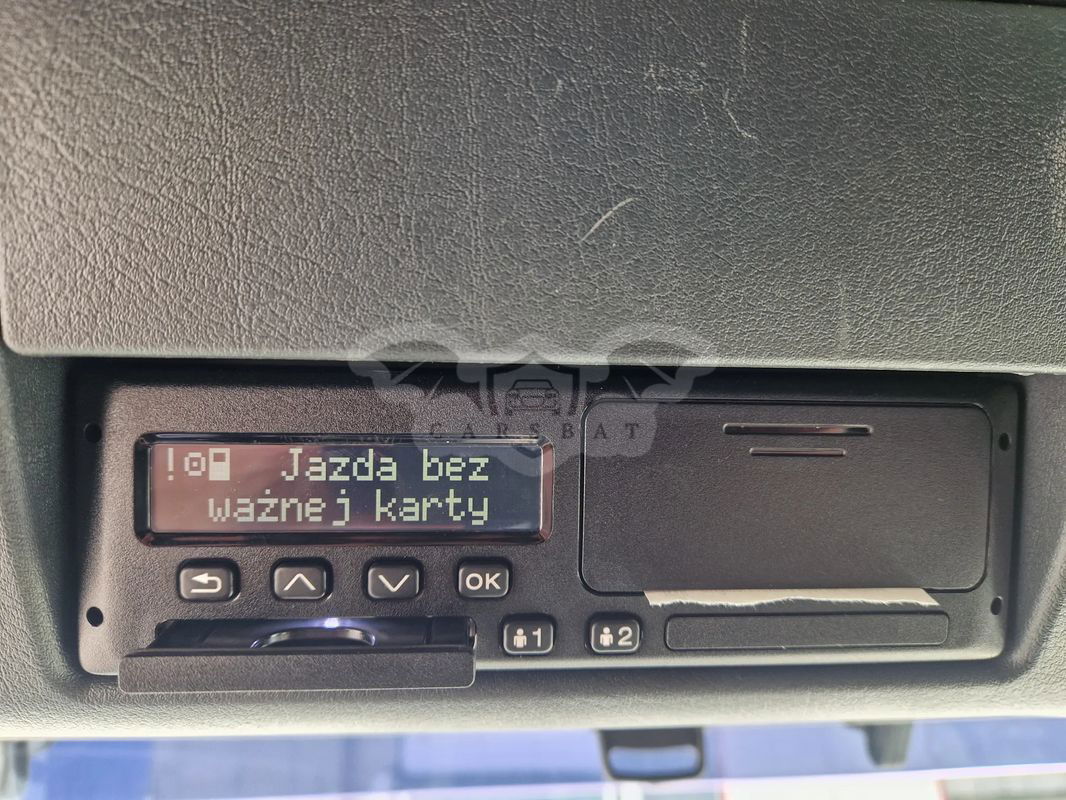 CARSBAT
! Jazda bez
ważnej karty
OK
1
2